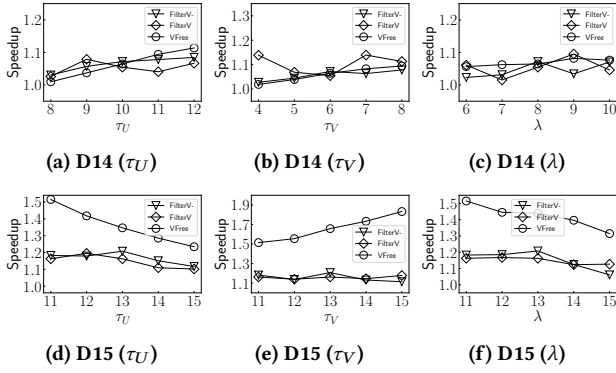 Speedup
1.2
1.1
1.0
FilterV-
FilterV
VFree
8 9 10 11 12
τU
(a) D14 (τU)
Speedup
1.3
1.2
1.1
1.0
FilterV-
FilterV
VFree
4 5 6 7 8
τV
(b) D14 (τV)
Speedup
1.2
1.1
1.0
FilterV-
FilterV
VFree
6 7 8 9 10
λ
(c) D14 (λ)
Speedup
1.5
1.4
1.3
1.2
1.1
1.0
FilterV-
FilterV
VFree
11 12 13 14 15
τU
(d) D15 (τU)
Speedup
1.9
1.7
1.5
1.3
1.1
FilterV-
FilterV
VFree
11 12 13 14 15
τV
(e) D15 (τV)
Speedup
1.5
1.4
1.3
1.2
1.1
1.0
FilterV-
FilterV
VFree
11 12 13 14 15
λ
(f) D15 (λ)